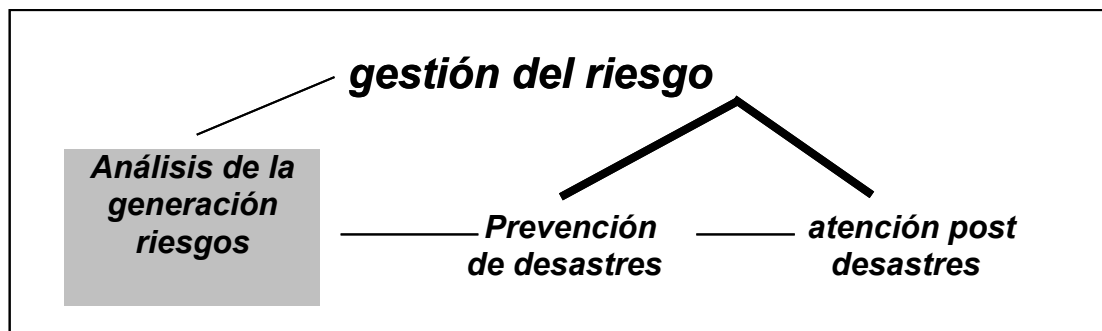 gestión del riesgo
Análisis de la
generación
riesgos
Prevención
de desastres
atención post
desastres